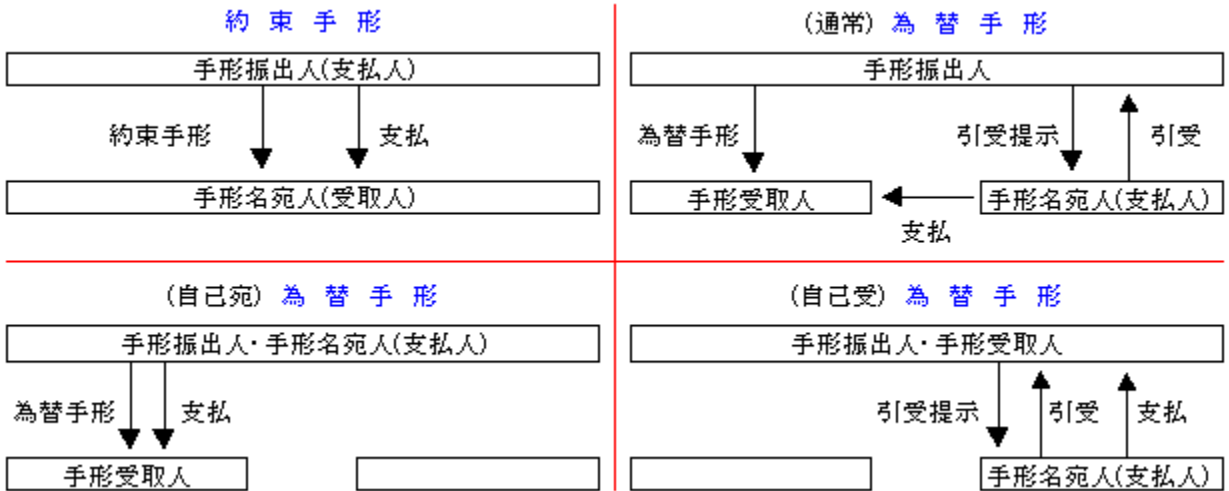 約束手形
手形振出人(支払人)
約束手形
支払
手形名宛人(受取人)
(通常)為替手形
手形振出人
為替手形
引受提示
引受
手形受取人
手形名宛人(支払人)
支払
(自己宛)為替手形
手形振出人・手形名宛人(支払人)
為替手形
支払
手形受取人
(自己受)為替手形
手形振出人・手形受取人
引受提示
引受
支払
手形名宛人(支払人)